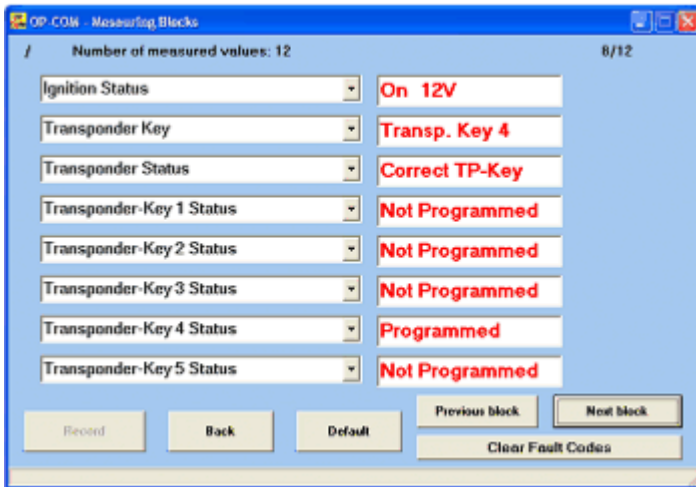 OP-COM - Measuring Blocks
/ Number of measured values: 12 8/12
Ignition Status On 12V
Transponder Key Transp. Key 4
Transponder Status Correct TP-Key
Transponder-Key 1 Status Not Programmed
Transponder-Key 2 Status Not Programmed
Transponder-Key 3 Status Not Programmed
Transponder-Key 4 Status Programmed
Transponder-Key 5 Status Not Programmed
Previous block Next block
Record Back Default
Clear Fault Codes